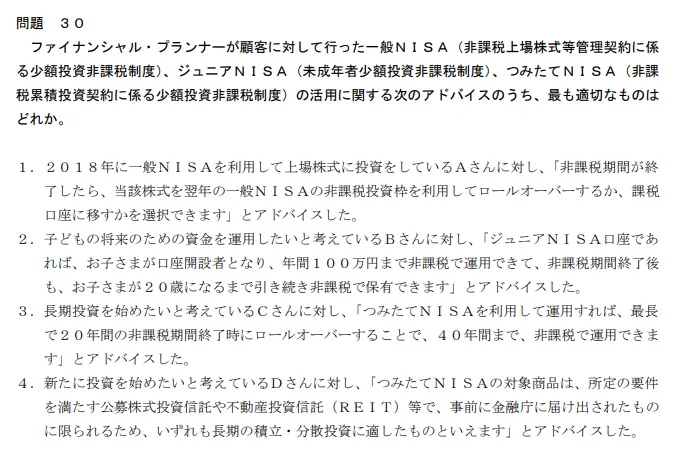 問題　３０
ファイナンシャル・プランナーが顧客に対して行った一般ＮＩＳＡ（非課税上場株式等管理契約に係
る少額投資非課税制度）、ジュニアＮＩＳＡ（未成年者少額投資非課税制度）、つみたてＮＩＳＡ（非課
税累積投資契約に係る少額投資非課税制度）の活用に関する次のアドバイスのうち、最も適切なものは
どれか。
１．２０１８年に一般ＮＩＳＡを利用して上場株式に投資をしているＡさんに対し、「非課税期間が終
了したら、当該株式を翌年の一般ＮＩＳＡの非課税投資枠を利用してロールオーバーするか、課税
口座に移すかを選択できます」とアドバイスした。
２．子どもの将来のための資金を運用したいと考えているＢさんに対し、「ジュニアＮＩＳＡ口座であ
れば、お子さまが口座開設者となり、年間１００万円まで非課税で運用できて、非課税期間終了後
も、お子さまが２０歳になるまで引き続き非課税で保有できます」とアドバイスした。
３．長期投資を始めたいと考えているＣさんに対し、「つみたてＮＩＳＡを利用して運用すれば、最長
で２０年間の非課税期間終了時にロールオーバーすることで、４０年間まで、非課税で運用できま
す」とアドバイスした。
４．新たに投資を始めたいと考えているＤさんに対し、「つみたてＮＩＳＡの対象商品は、所定の要件
を満たす公募株式投資信託や不動産投資信託（ＲＥＩＴ）等で、事前に金融庁に届け出されたもの
に限られるため、いずれも長期の積立・分散投資に適したものといえます」とアドバイスした。